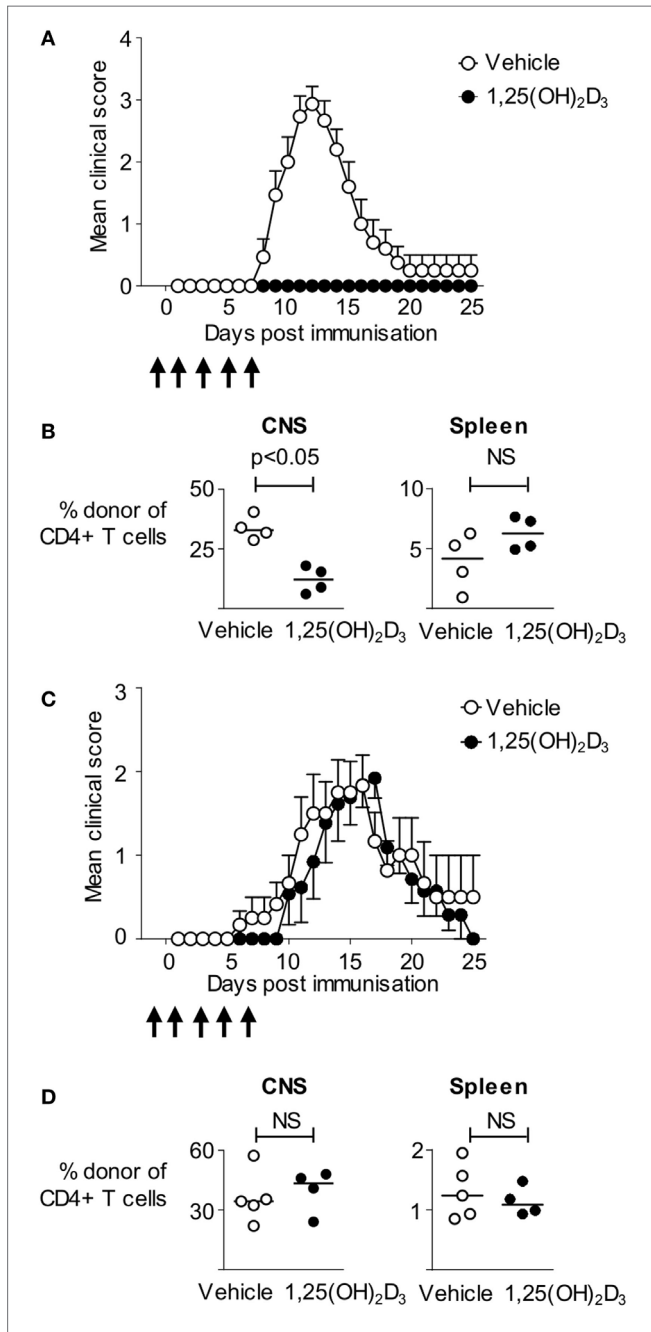 A
4
3
2
1
0
Mean clinical score
Vehicle
1,25(OH)₂D₃
0 5 10 15 20 25
Days post immunisation
B
CNS
Spleen
p<0.05
NS
% donor of
CD4+ T cells
50
25
10
5
Vehicle 1,25(OH)₂D₃
Vehicle 1,25(OH)₂D₃
C
3
2
1
0
Mean clinical score
Vehicle
1,25(OH)₂D₃
0 5 10 15 20 25
Days post immunisation
D
CNS
Spleen
NS
NS
% donor of
CD4+ T cells
60
30
2
1
Vehicle 1,25(OH)₂D₃
Vehicle 1,25(OH)₂D₃